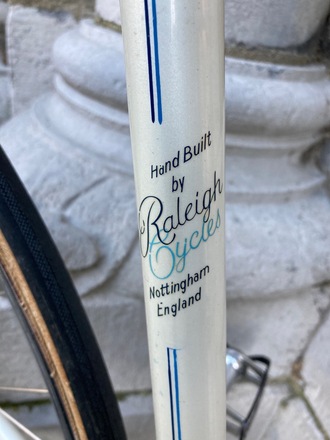 Hand Built
by
Raleigh
Cycles
Nottingham
England